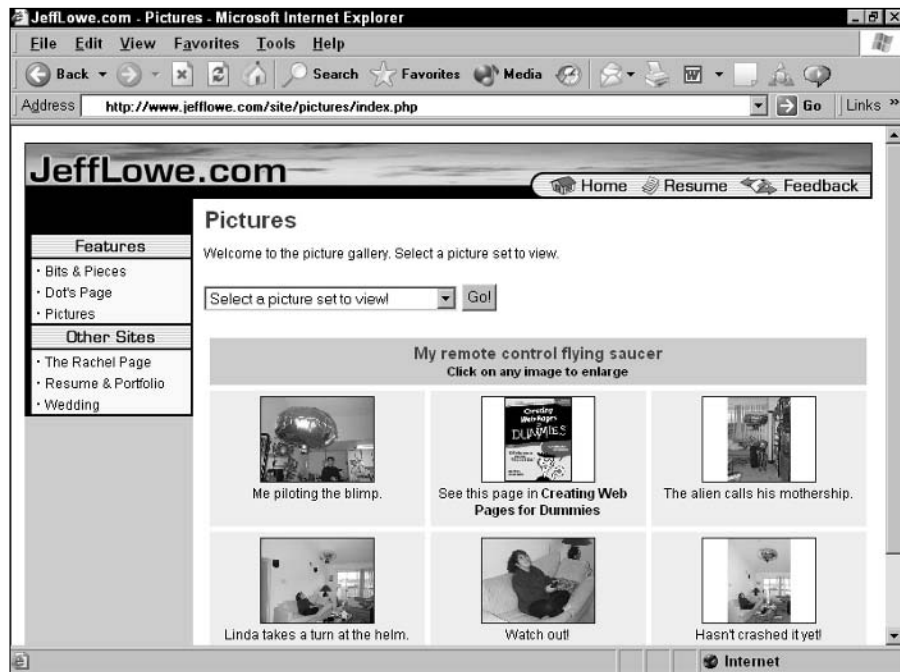 JeffLowe.com - Pictures - Microsoft Internet Explorer
File Edit View Favorites Tools Help
Back Search Favorites Media W
Address http://www.jefflowe.com/site/pictures/index.php Go Links »
JeffLowe.com
Home Resume Feedback
Pictures
Features
Welcome to the picture gallery. Select a picture set to view.
· Bits & Pieces
· Dot's Page
Select a picture set to view! Go!
· Pictures
Other Sites
· The Rachel Page
· Resume & Portfolio
· Wedding
My remote control flying saucer
Click on any image to enlarge
Creating
Web Pages
DUMMIES
Me piloting the blimp.
See this page in Creating Web
Pages for Dummies
The alien calls his mothership.
Linda takes a turn at the helm.
Watch out!
Hasn't crashed it yet!
Internet